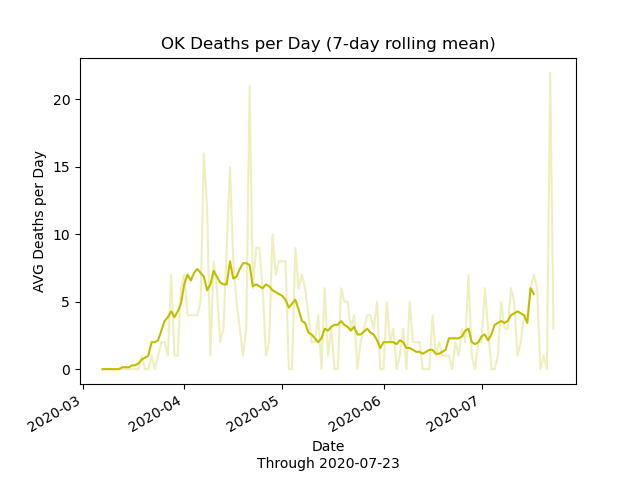 OK Deaths per Day (7-day rolling mean)
AVG Deaths per Day
20
15
10
5
0
2020-03
2020-04
2020-05
2020-06
2020-07
Date
Through 2020-07-23